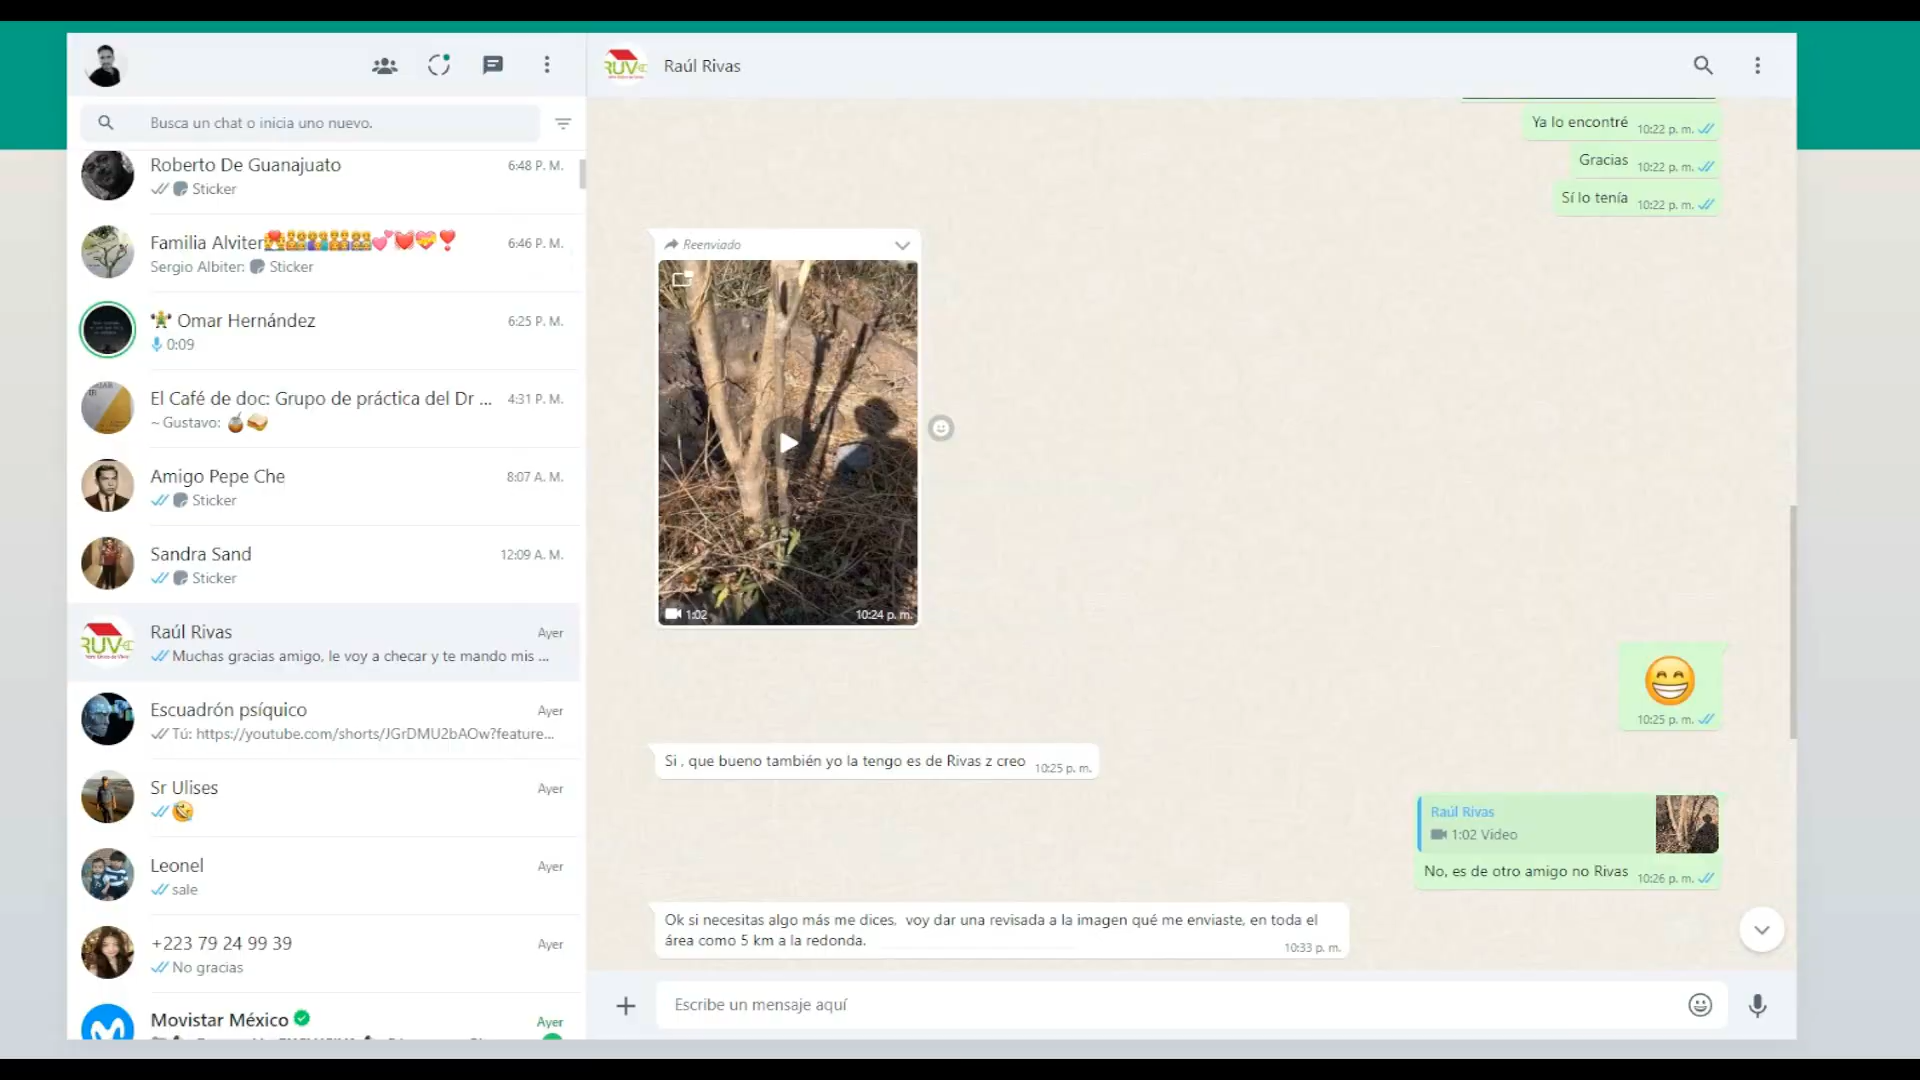 Busca un chat o inicia uno nuevo.
Roberto De Guanajuato 6:48 P. M.
Sticker
Familia Alviter 6:46 P. M.
Sergio Albiter: Sticker
Omar Hernández 6:25 P. M.
0:09
El Café de doc: Grupo de práctica del Dr ... 4:31 P. M.
~ Gustavo:
Amigo Pepe Che 8:07 A. M.
Sticker
Sandra Sand 12:09 A. M.
Sticker
Raúl Rivas Ayer
Muchas gracias amigo, le voy a checar y te mando mis ...
Escuadrón psíquico Ayer
Tú: https://youtube.com/shorts/JGrDMU2bAOw?feature...
Sr Ulises Ayer
Leonel Ayer
sale
+223 79 24 99 39 Ayer
No gracias
Movistar México Ayer
RUV
Raúl Rivas
Ya lo encontré 10:22 p. m.
Gracias 10:22 p. m.
Sí lo tenía 10:22 p. m.
Reenviado
1:02 10:24 p. m.
10:25 p. m.
Si , que bueno también yo la tengo es de Rivas z creo 10:25 p. m.
Raúl Rivas
1:02 Video
No, es de otro amigo no Rivas 10:26 p. m.
Ok si necesitas algo más me dices, voy dar una revisada a la imagen qué me enviaste, en toda el
área como 5 km a la redonda.
10:33 p. m.
Escribe un mensaje aquí